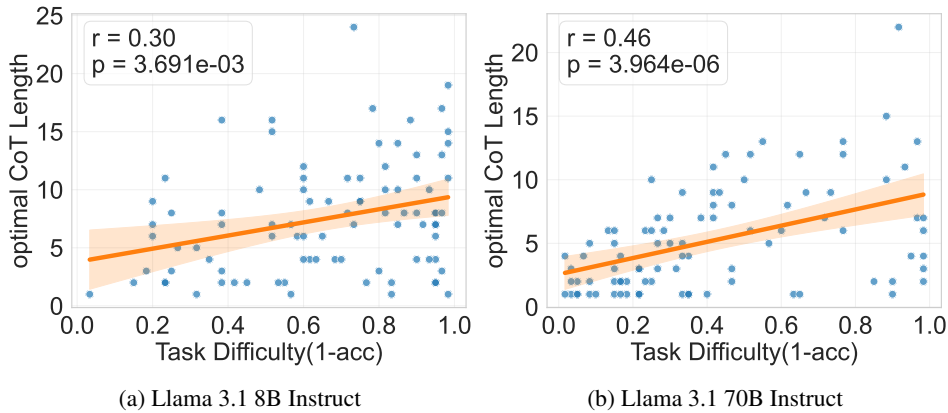 r = 0.30
p = 3.691e-03
optimal CoT Length
25
20
15
10
5
0
0.0 0.2 0.4 0.6 0.8 1.0
Task Difficulty(1-acc)
(a) Llama 3.1 8B Instruct
r = 0.46
p = 3.964e-06
optimal CoT Length
20
15
10
5
0
0.0 0.2 0.4 0.6 0.8 1.0
Task Difficulty(1-acc)
(b) Llama 3.1 70B Instruct